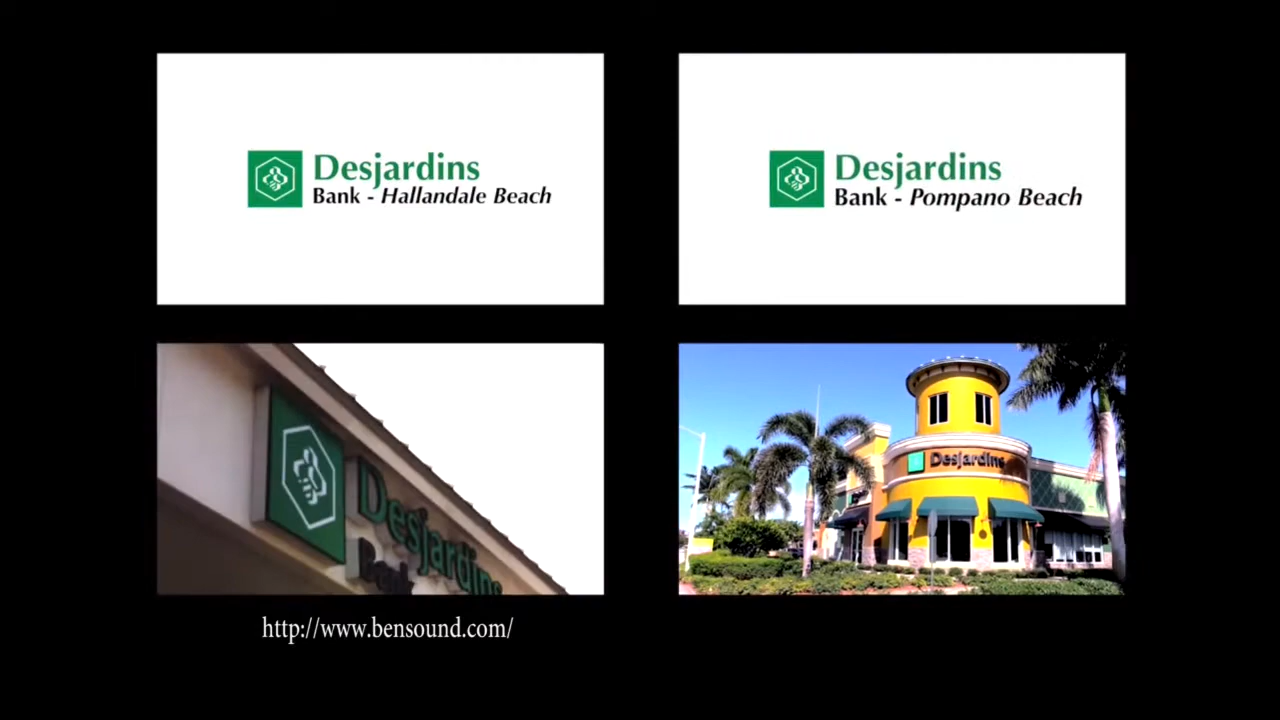 Desjardins
Bank - Hallandale Beach
Desjardins
Bank - Pompano Beach
Desjardins
Bank
Desjardins
http://www.bensound.com/